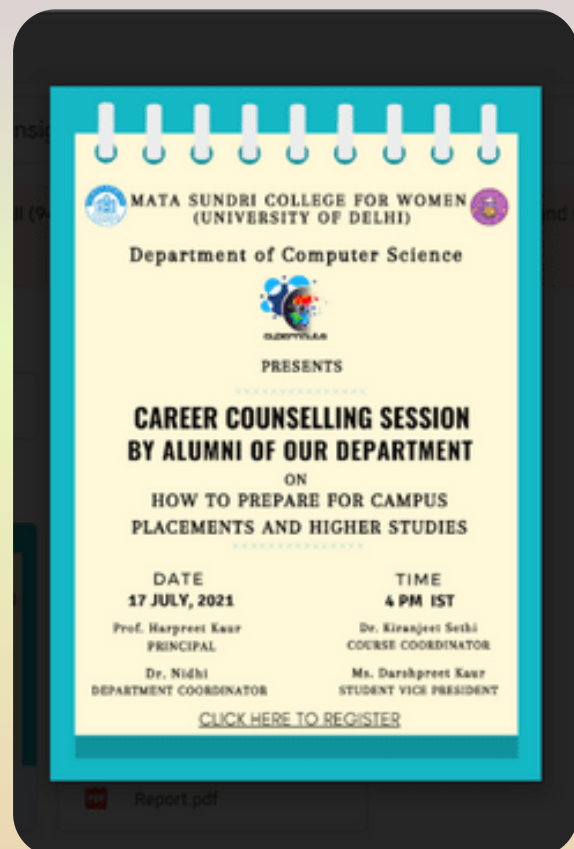 MATA SUNDRI COLLEGE FOR WOMEN
(UNIVERSITY OF DELHI)
Department of Computer Science
PRESENTS
CAREER COUNSELLING SESSION
BY ALUMNI OF OUR DEPARTMENT
ON
HOW TO PREPARE FOR CAMPUS
PLACEMENTS AND HIGHER STUDIES
DATE
17 JULY, 2021
TIME
4 PM IST
Prof. Harpreet Kaur
PRINCIPAL
Dr. Kiranjeet Sethi
COURSE COORDINATOR
Dr. Nidhi
DEPARTMENT COORDINATOR
Ms. Darshpreet Kaur
STUDENT VICE PRESIDENT
CLICK HERE TO REGISTER
PDF Report.pdf